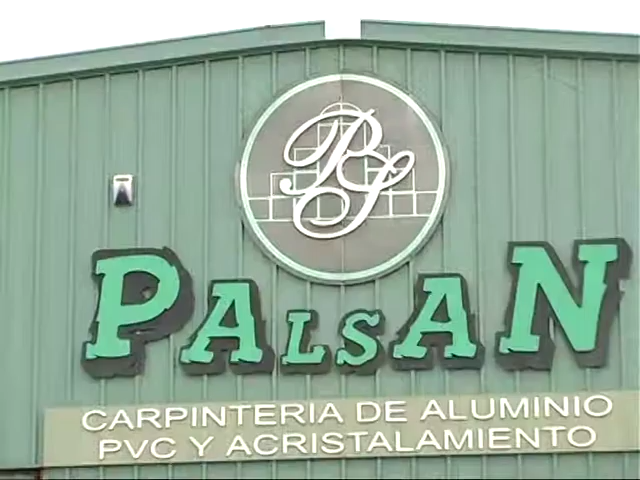 PS
PALSAN
CARPINTERIA DE ALUMINIO
PVC Y ACRISTALAMIENTO